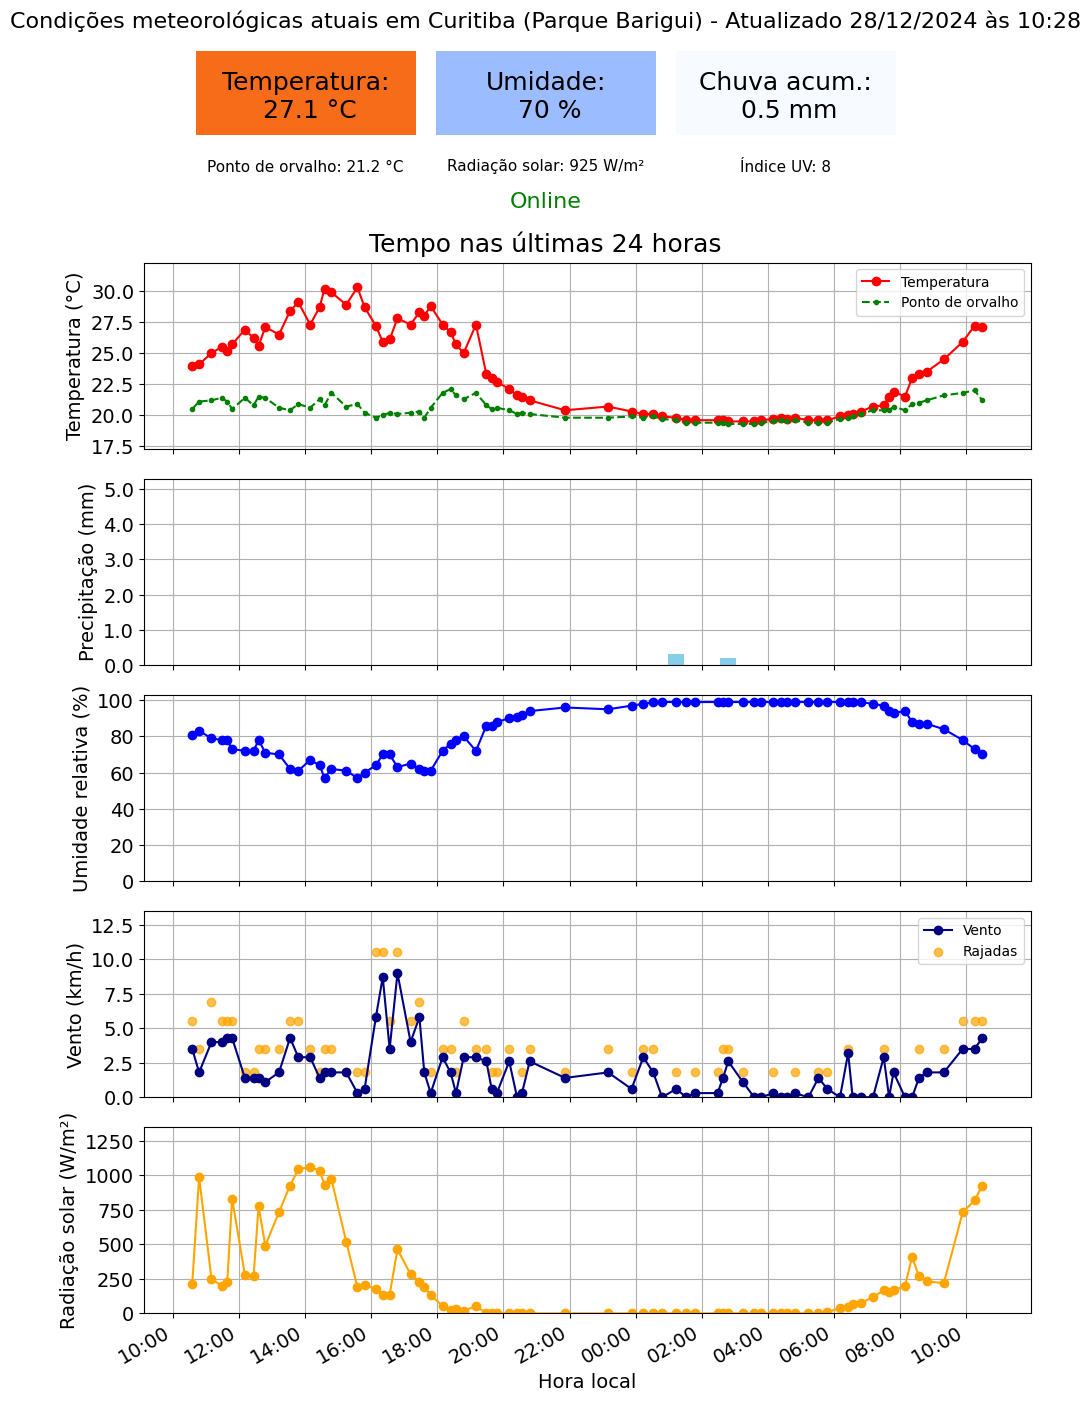 Condições meteorológicas atuais em Curitiba (Parque Barigui) - Atualizado 28/12/2024 às 10:28
Temperatura:
27.1 °C
Umidade:
70 %
Chuva acum.:
0.5 mm
Ponto de orvalho: 21.2 °C
Radiação solar: 925 W/m²
Índice UV: 8
Online
Tempo nas últimas 24 horas
Temperatura (°C)
30.0
27.5
25.0
22.5
20.0
17.5
Temperatura
Ponto de orvalho
Precipitação (mm)
5.0
4.0
3.0
2.0
1.0
0.0
Umidade relativa (%)
100
80
60
40
20
0
Vento (km/h)
12.5
10.0
7.5
5.0
2.5
0.0
Vento
Rajadas
Radiação solar (W/m²)
1250
1000
750
500
250
0
10:00
12:00
14:00
16:00
18:00
20:00
22:00
00:00
02:00
04:00
06:00
08:00
10:00
Hora local